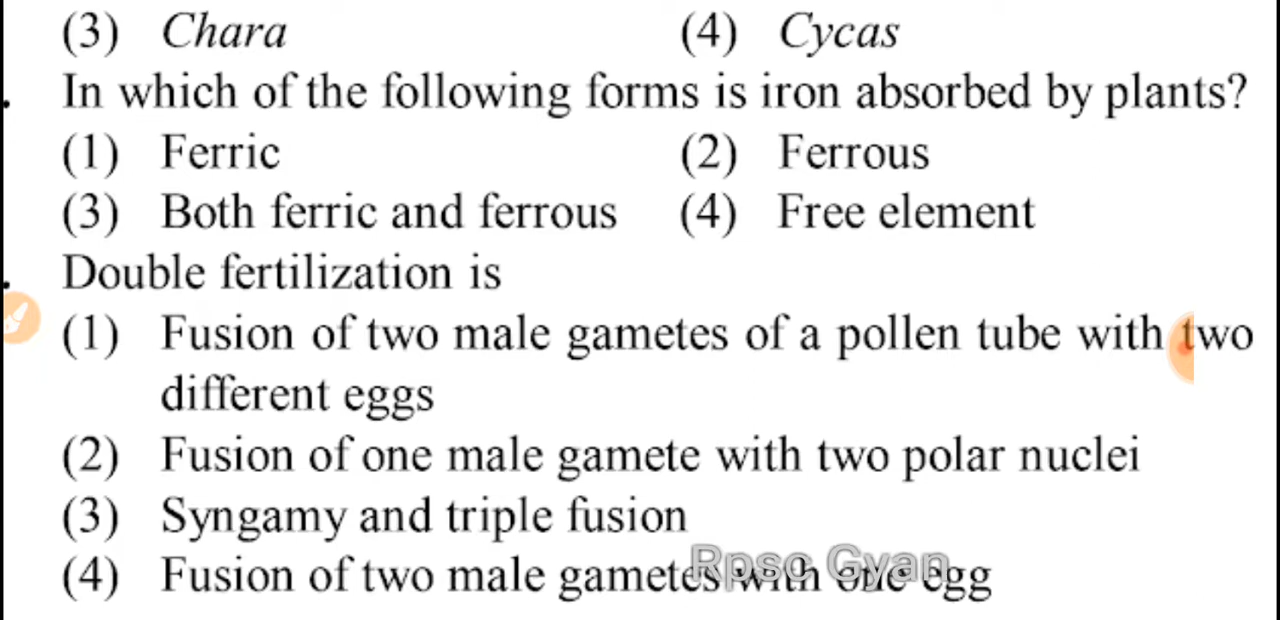 (3) Chara (4) Cycas
. In which of the following forms is iron absorbed by plants?
(1) Ferric (2) Ferrous
(3) Both ferric and ferrous (4) Free element
. Double fertilization is
(1) Fusion of two male gametes of a pollen tube with two
different eggs
(2) Fusion of one male gamete with two polar nuclei
(3) Syngamy and triple fusion
(4) Fusion of two male gametes with one egg
Rpsc Gyan